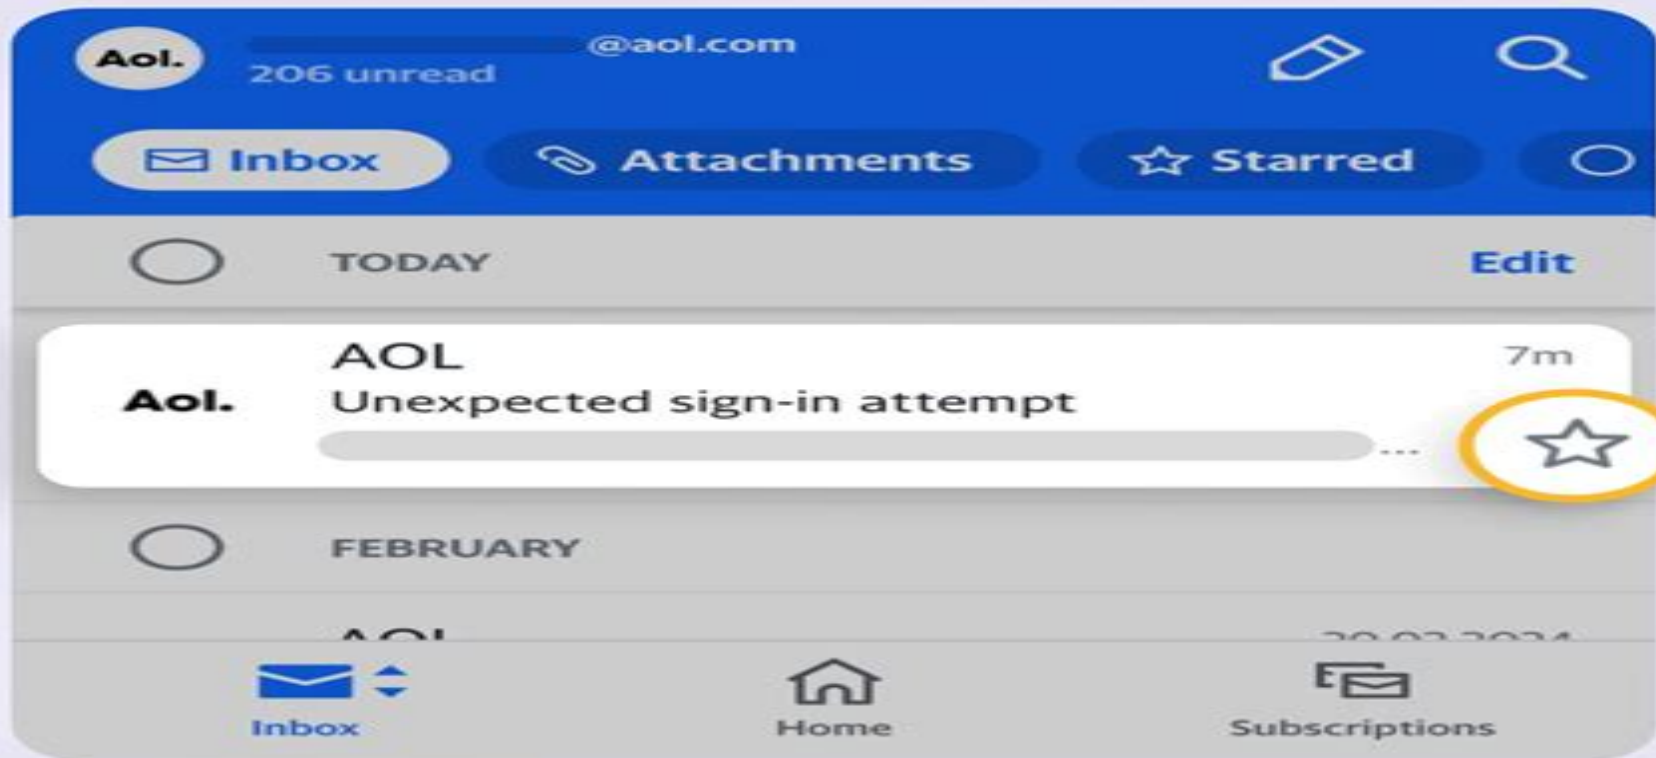 Aol.
@aol.com
206 unread
Inbox
Attachments
Starred
TODAY
Edit
AOL
7m
Aol.
Unexpected sign-in attempt
...
FEBRUARY
AOL
Inbox
Home
Subscriptions